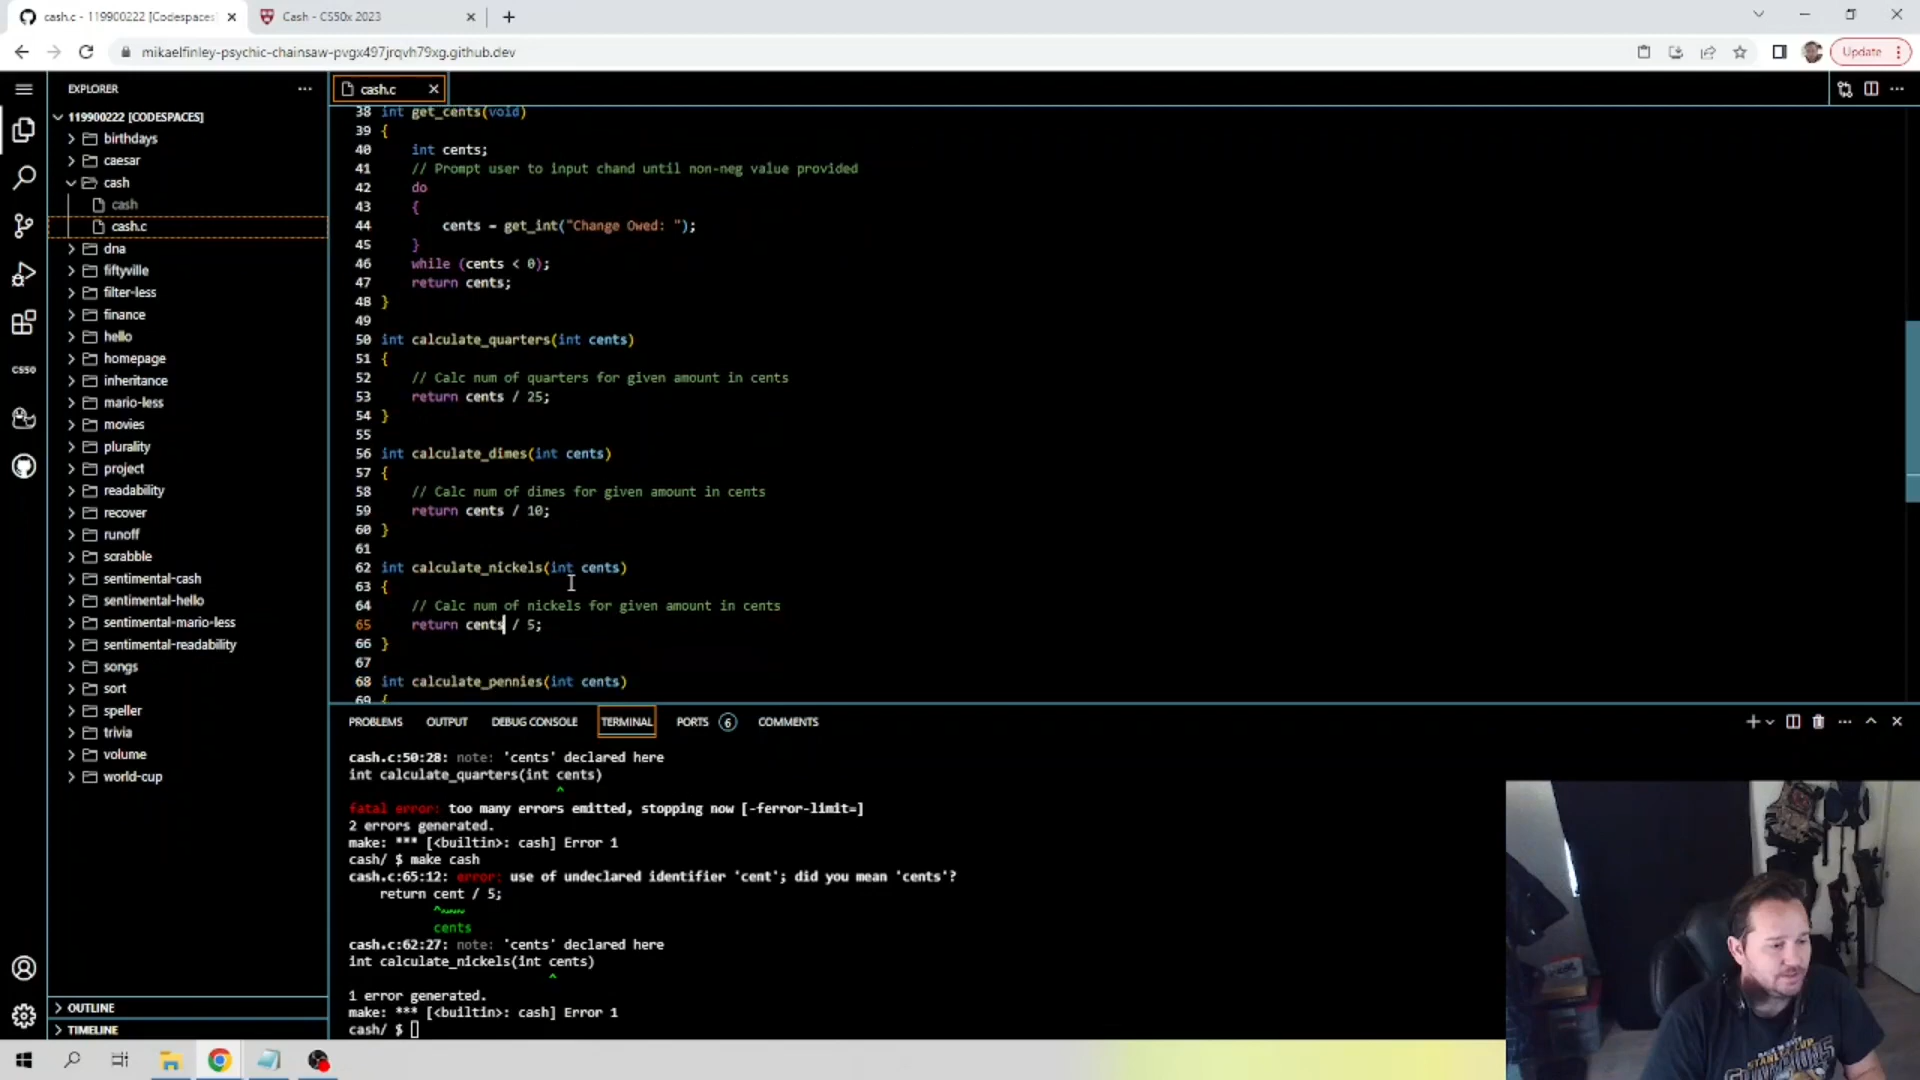 cash.c - 119900222 [Codespaces]
Cash - CS50x 2023
mikaelfinley-psychic-chainsaw-pvgx497jrqvh79xg.github.dev
Update
EXPLORER
119900222 [CODESPACES]
birthdays
caesar
cash
cash
cash.c
dna
fiftyville
filter-less
finance
hello
homepage
inheritance
mario-less
movies
plurality
project
readability
recover
runoff
scrabble
sentimental-cash
sentimental-hello
sentimental-mario-less
sentimental-readability
songs
sort
speller
trivia
volume
world-cup
OUTLINE
TIMELINE
CS50
cash.c
38 int get_cents(void)
39 {
40 int cents;
41 // Prompt user to input chand until non-neg value provided
42 do
43 {
44 cents = get_int("Change Owed: ");
45 }
46 while (cents < 0);
47 return cents;
48 }
49
50 int calculate_quarters(int cents)
51 {
52 // Calc num of quarters for given amount in cents
53 return cents / 25;
54 }
55
56 int calculate_dimes(int cents)
57 {
58 // Calc num of dimes for given amount in cents
59 return cents / 10;
60 }
61
62 int calculate_nickels(int cents)
63 {
64 // Calc num of nickels for given amount in cents
65 return cents / 5;
66 }
67
68 int calculate_pennies(int cents)
69 {
PROBLEMS OUTPUT DEBUG CONSOLE TERMINAL PORTS 6 COMMENTS
cash.c:50:28: note: 'cents' declared here
int calculate_quarters(int cents)
^
fatal error: too many errors emitted, stopping now [-ferror-limit=]
2 errors generated.
make: *** [<builtin>: cash] Error 1
cash/ $ make cash
cash.c:65:12: error: use of undeclared identifier 'cent'; did you mean 'cents'?
return cent / 5;
^~~~
cents
cash.c:62:27: note: 'cents' declared here
int calculate_nickels(int cents)
^
1 error generated.
make: *** [<builtin>: cash] Error 1
cash/ $